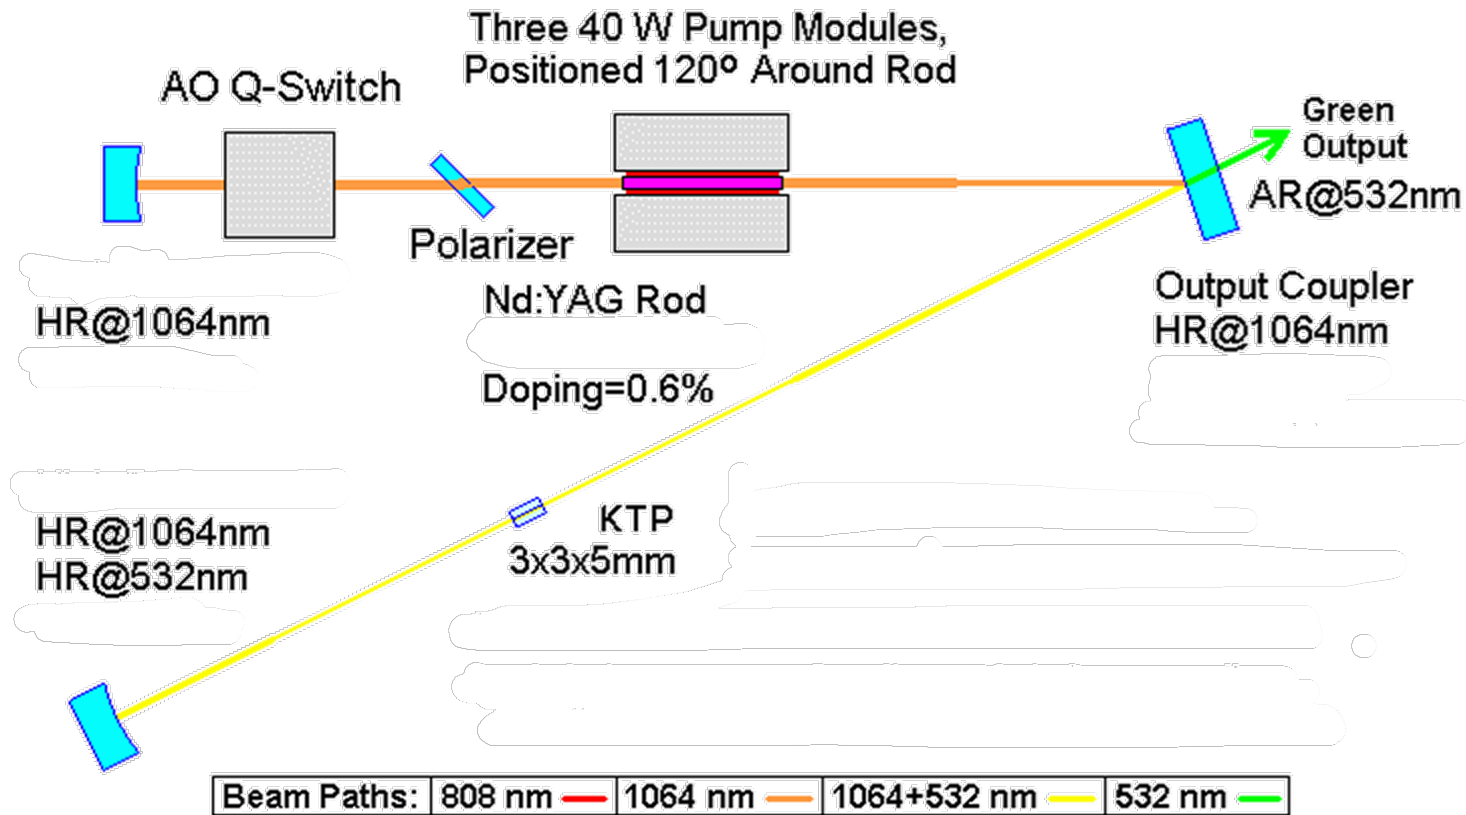 Three 40 W Pump Modules,
Positioned 120º Around Rod
AO Q-Switch
Green
Output
AR@532nm
Polarizer
Nd:YAG Rod
Doping=0.6%
HR@1064nm
Output Coupler
HR@1064nm
HR@1064nm
HR@532nm
KTP
3x3x5mm
Beam Paths: 808 nm 1064 nm 1064+532 nm 532 nm